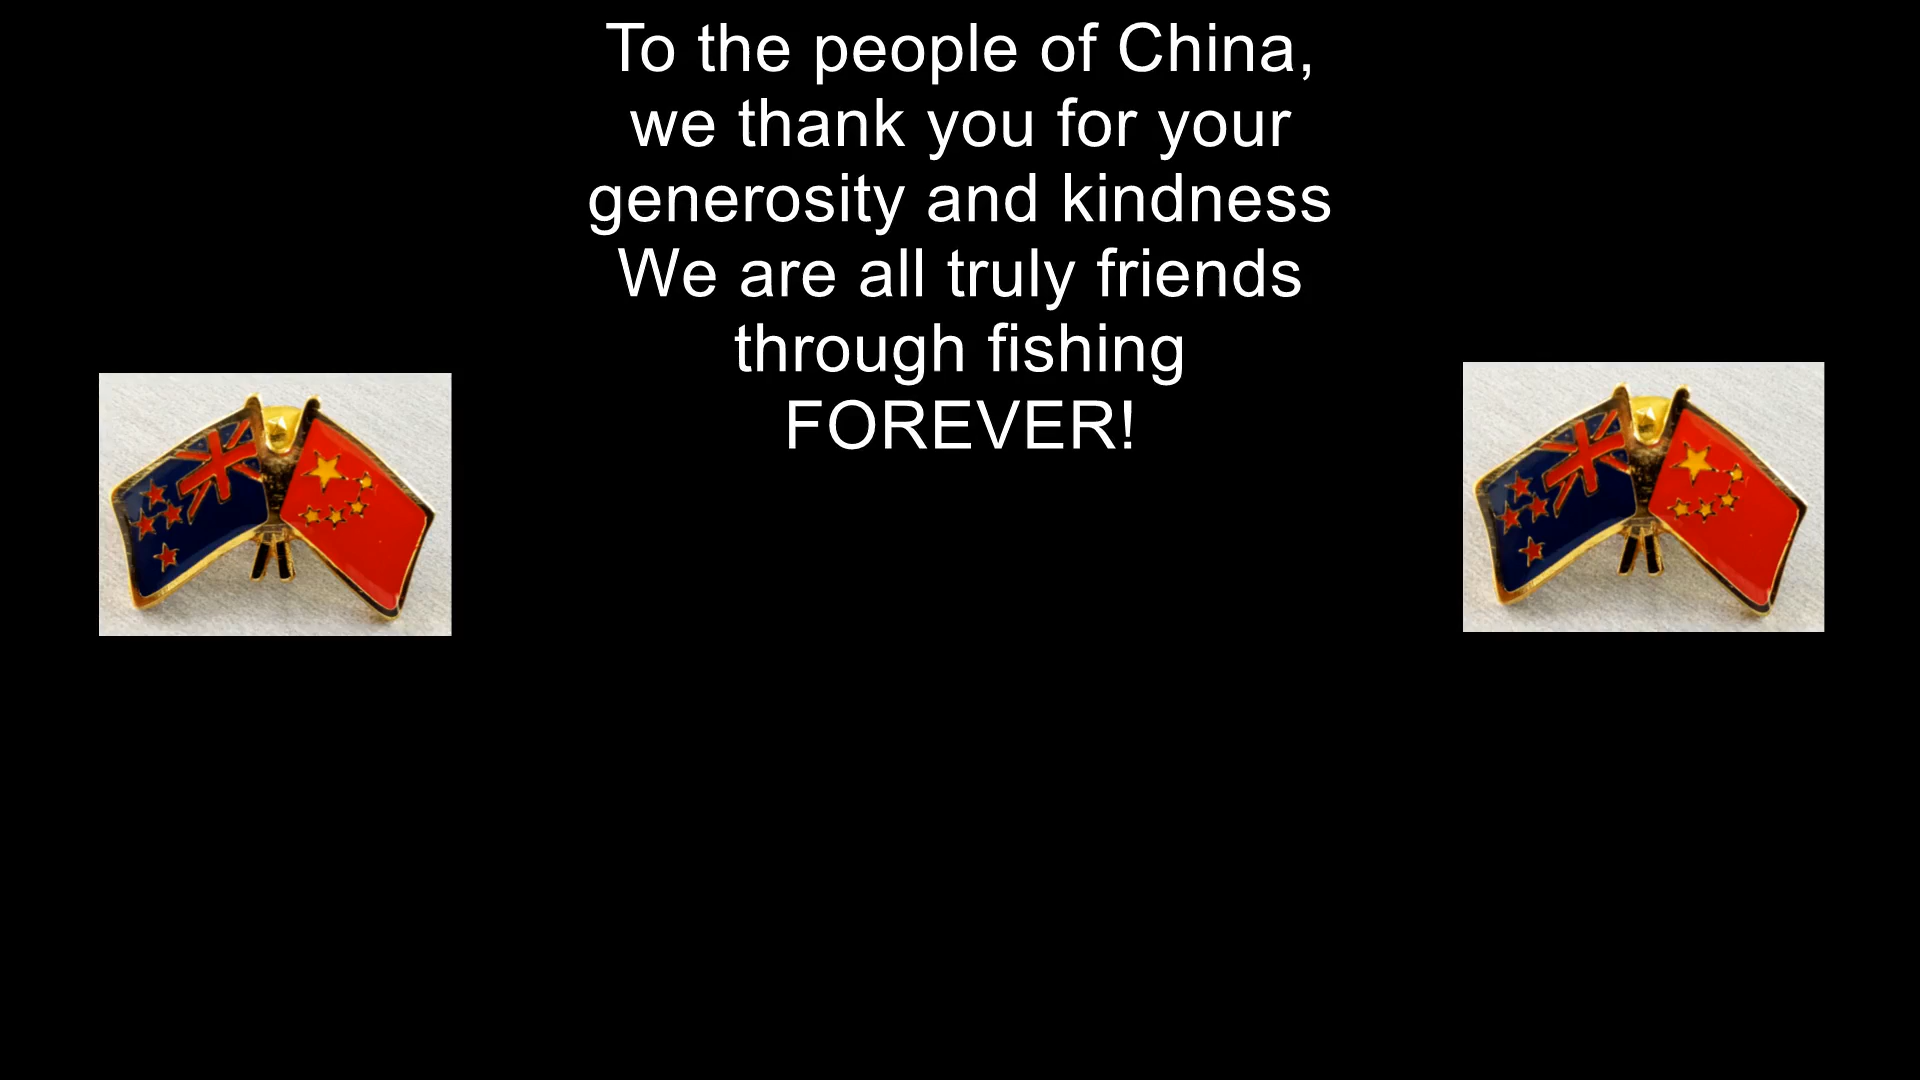 To the people of China,
we thank you for your
generosity and kindness
We are all truly friends
through fishing
FOREVER!